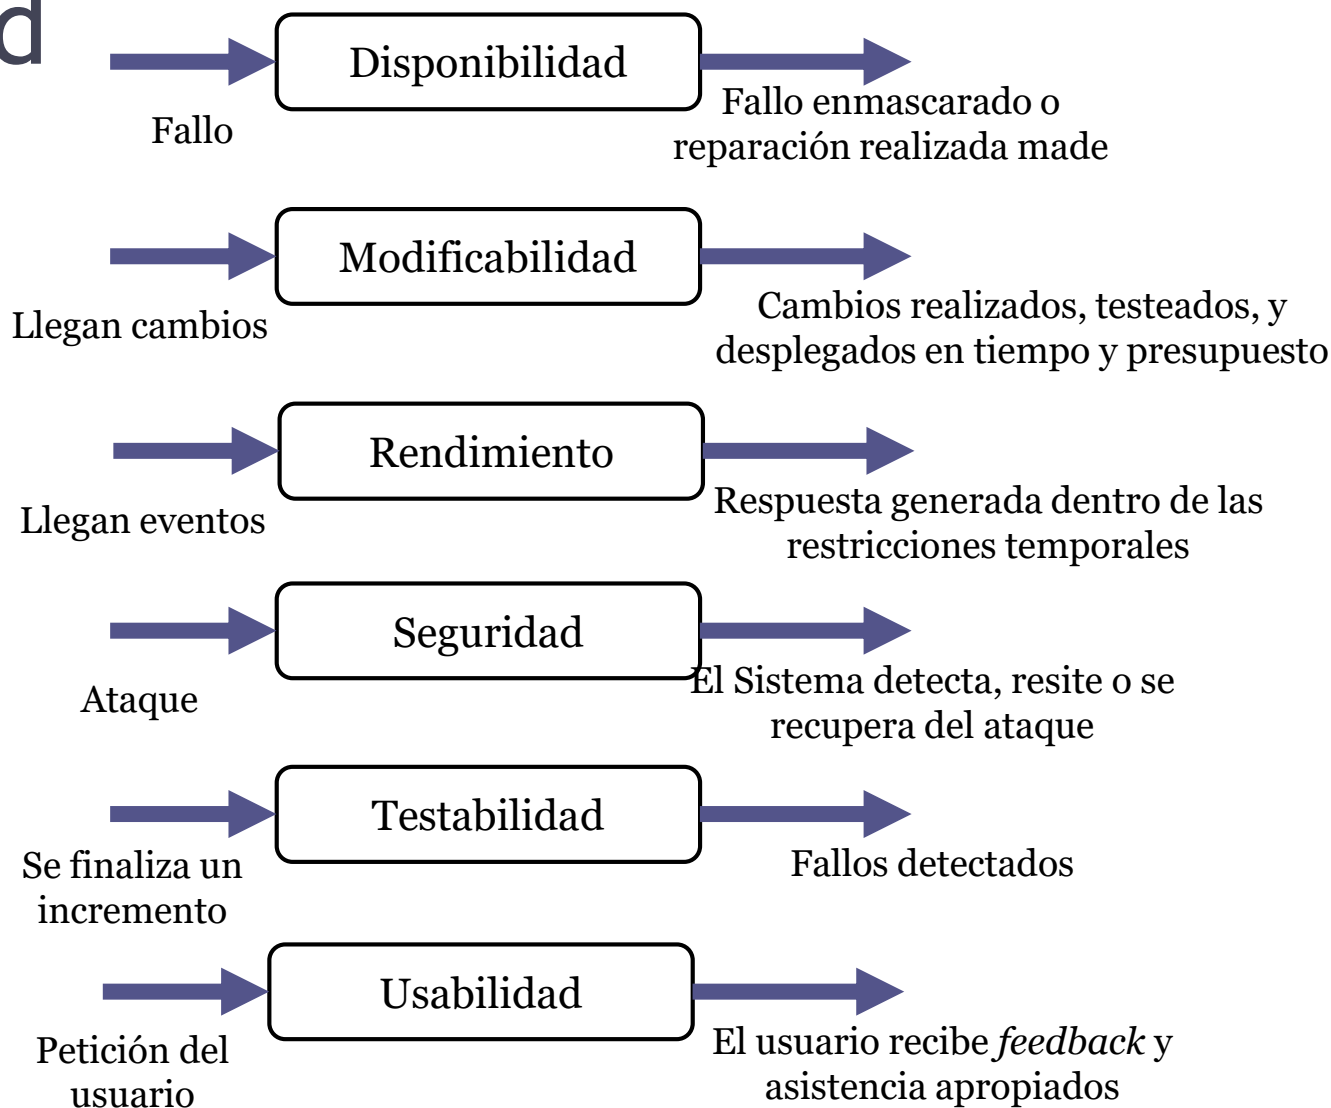 d
Disponibilidad
Fallo
Fallo enmascarado o
reparación realizada made
Modificabilidad
Llegan cambios
Cambios realizados, testeados, y
desplegados en tiempo y presupuesto
Rendimiento
Llegan eventos
Respuesta generada dentro de las
restricciones temporales
Seguridad
Ataque
El Sistema detecta, resite o se
recupera del ataque
Testabilidad
Se finaliza un
incremento
Fallos detectados
Usabilidad
Petición del
usuario
El usuario recibe feedback y
asistencia apropiados